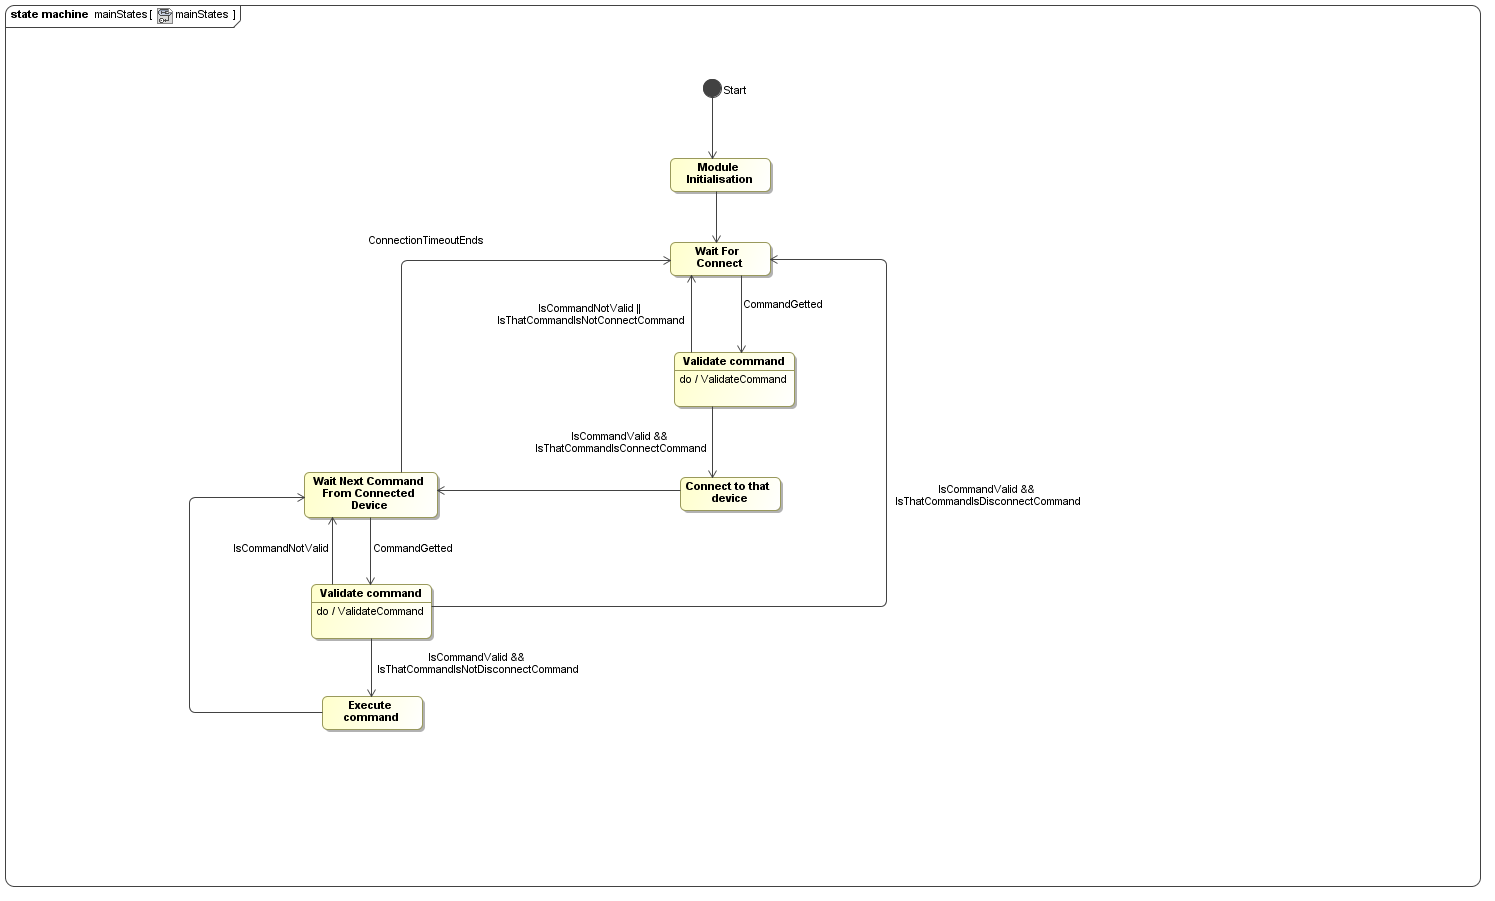 state machine mainStates [ mainStates ]
Start
Module
Initialisation
ConnectionTimeoutEnds
Wait For
Connect
IsCommandNotValid ||
IsThatCommandIsNotConnectCommand
CommandGetted
Validate command
do / ValidateCommand
IsCommandValid &&
IsThatCommandIsConnectCommand
Wait Next Command
From Connected
Device
Connect to that
device
IsCommandValid &&
IsThatCommandIsDisconnectCommand
IsCommandNotValid
CommandGetted
Validate command
do / ValidateCommand
IsCommandValid &&
IsThatCommandIsNotDisconnectCommand
Execute
command